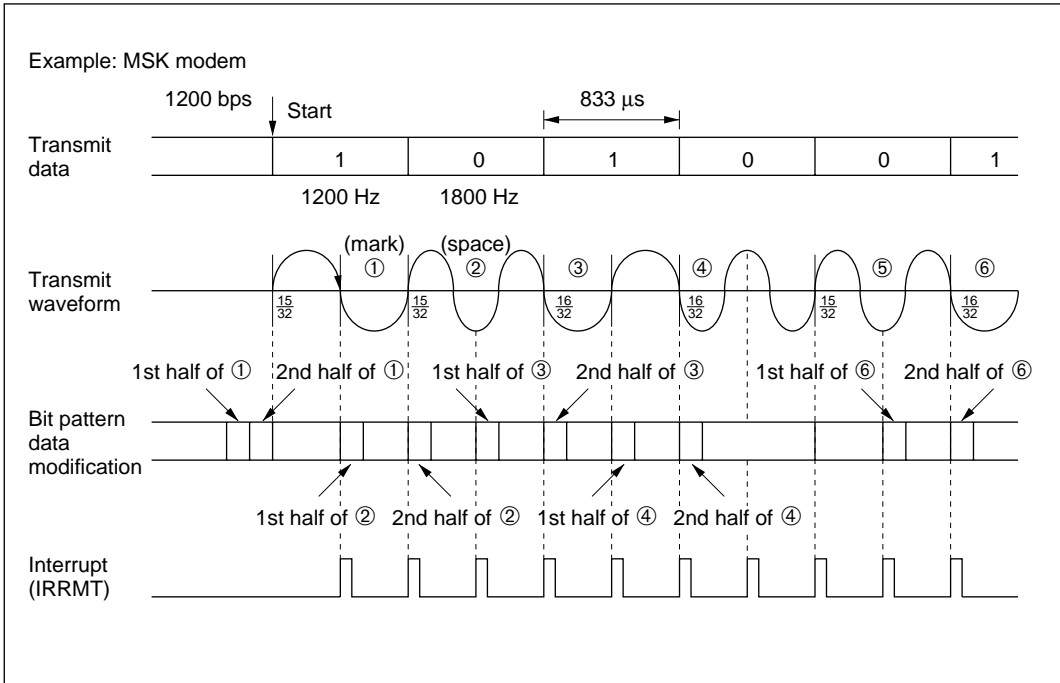 Example: MSK modem
1200 bps
Start
833 µs
Transmit
data
1 0 1 0 0 1
1200 Hz 1800 Hz
(mark) (space)
Transmit
waveform
① ② ③ ④ ⑤ ⑥
15/32 15/32 16/32 16/32 15/32 16/32
1st half of ① 2nd half of ① 1st half of ③ 2nd half of ③ 1st half of ⑥ 2nd half of ⑥
Bit pattern
data
modification
1st half of ② 2nd half of ② 1st half of ④ 2nd half of ④
Interrupt
(IRRMT)